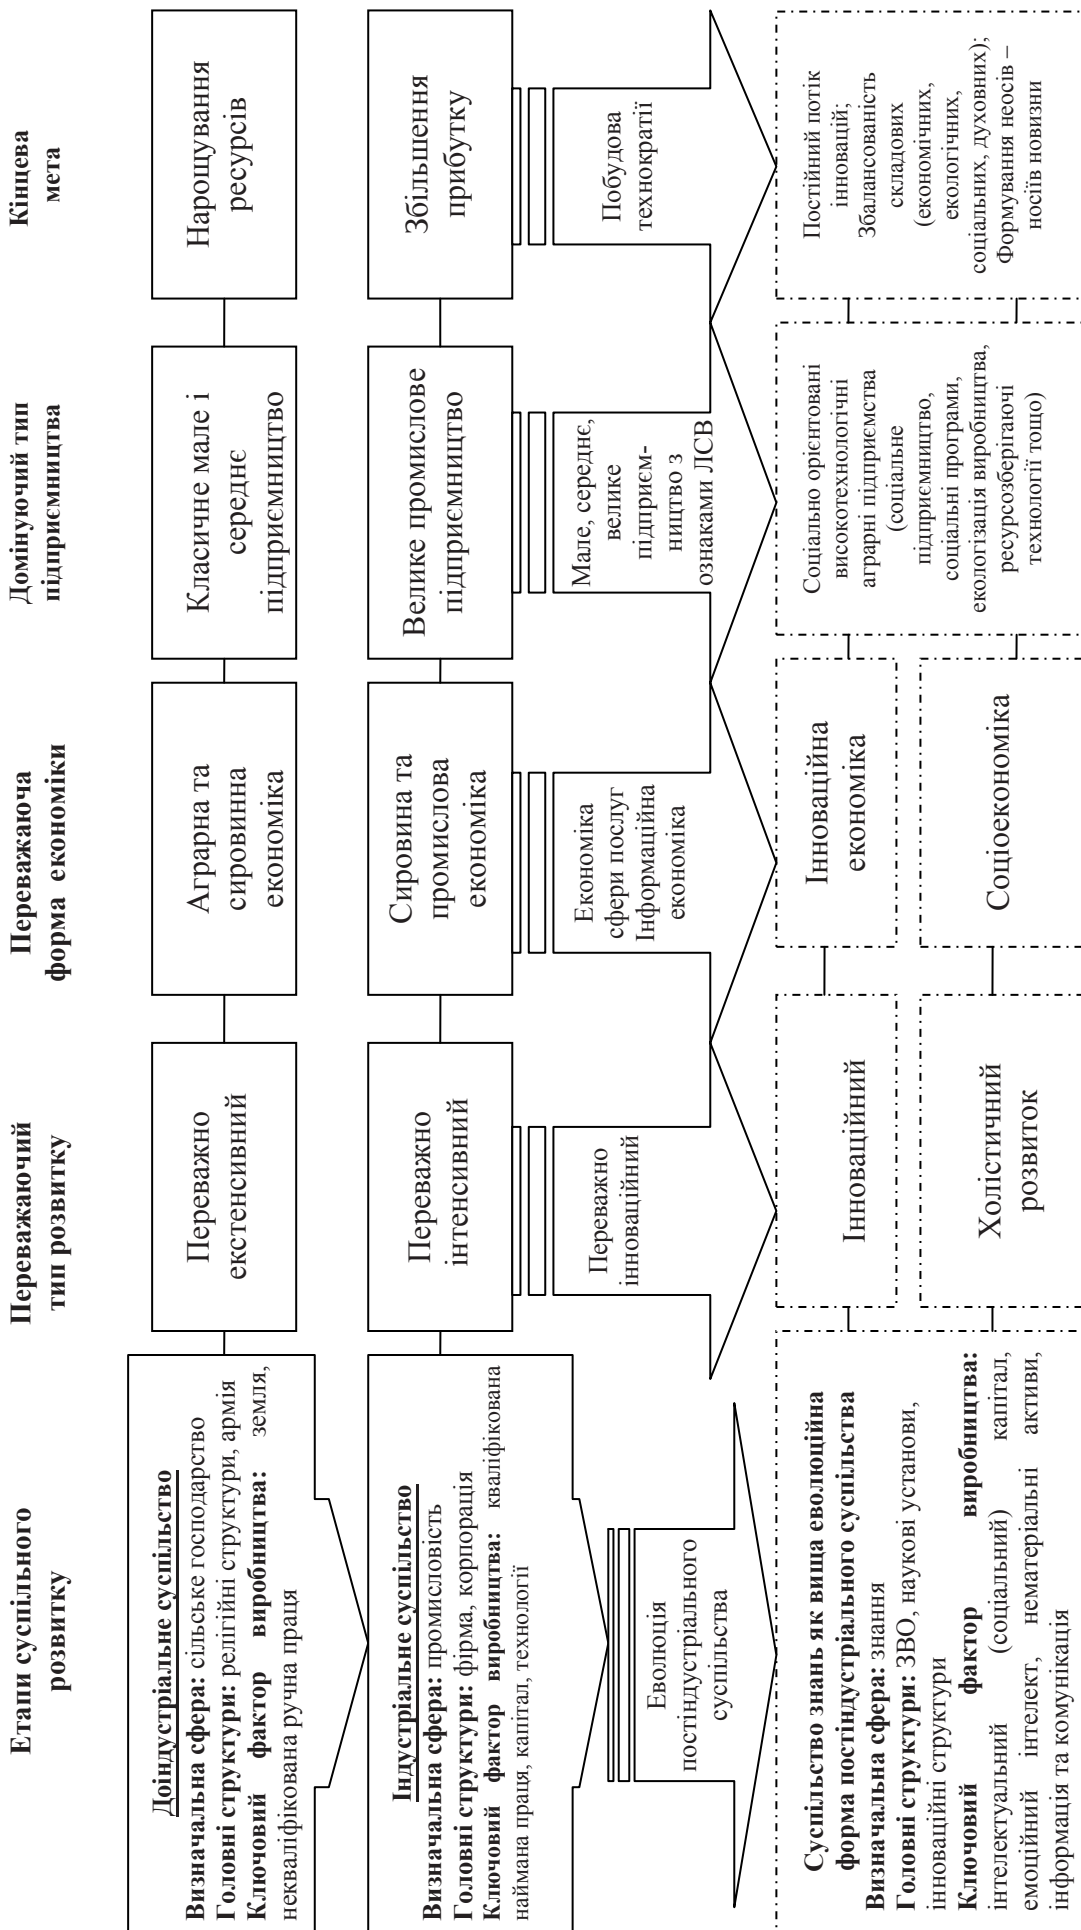 Етапи суспільного
розвитку
Переважаючий
тип розвитку
Переважаюча
форма економіки
Домінуючий тип
підприємництва
Кінцева
мета
Доіндустріальне суспільство
Визначальна сфера: сільське господарство
Головні структури: релігійні структури, армія
Ключовий фактор виробництва: земля,
некваліфікована ручна праця
Переважно
екстенсивний
Аграрна та
сировинна
економіка
Класичне мале і
середнє
підприємництво
Нарощування
ресурсів
Індустріальне суспільство
Визначальна сфера: промисловість
Головні структури: фірма, корпорація
Ключовий фактор виробництва: кваліфікована
наймана праця, капітал, технології
Переважно
інтенсивний
Сировина та
промислова
економіка
Велике промислове
підприємництво
Збільшення
прибутку
Еволюція
постіндустріального
суспільства
Переважно
інноваційний
Економіка
сфери послуг
Інформаційна
економіка
Мале, середнє,
велике
підприєм-
ництво з
ознаками ЛСВ
Побудова
технократії
Суспільство знань як вища еволюційна
форма постіндустріального суспільства
Визначальна сфера: знання
Головні структури: ЗВО, наукові установи,
інноваційні структури
Ключовий фактор виробництва:
інтелектуальний (соціальний) капітал,
емоційний інтелект, нематеріальні активи,
інформація та комунікація
Інноваційний
Холістичний
розвиток
Інноваційна
економіка
Соціоекономіка
Соціально орієнтовані
високотехнологічні
аграрні підприємства
(соціальне
підприємництво,
соціальні програми,
екологізація виробництва,
ресурсозберігаючі
технології тощо)
Постійний потік
інновацій;
Збалансованість
складових
(економічних,
екологічних,
соціальних, духовних);
Формування неосів –
носіїв новизни